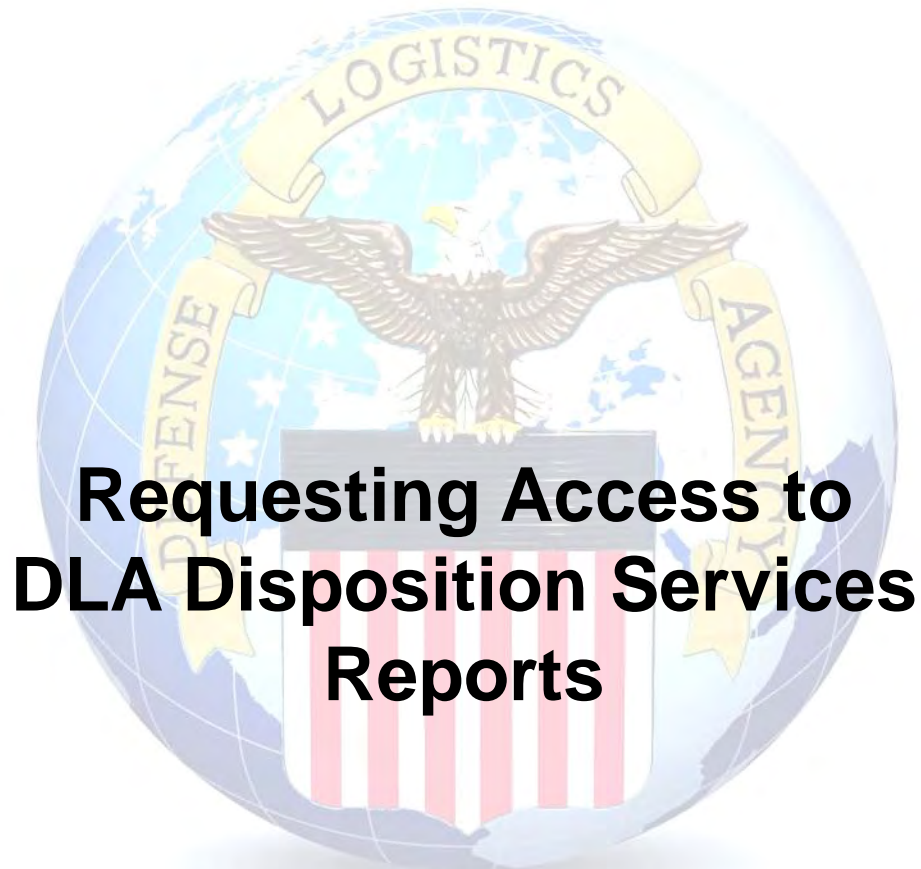 LOGISTICS
DEFENSE
AGENCY
Requesting Access to
DLA Disposition Services
Reports